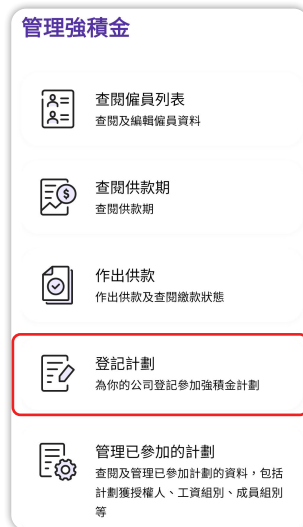 管理強積金
查閱僱員列表
查閱及編輯僱員資料
查閱供款期
查閱供款期
作出供款
作出供款及查閱繳款狀態
登記計劃
為你的公司登記參加強積金計劃
管理已參加的計劃
查閱及管理已參加計劃的資料，包括
計劃獲授權人、工資組別、成員組別
等